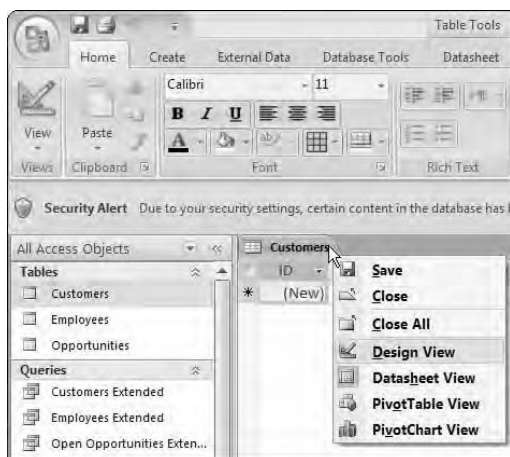 Table Tools
Home Create External Data Database Tools Datasheet
Calibri 11
B I U
A ab
View Paste
Views Clipboard Font Rich Text
Security Alert Due to your security settings, certain content in the database has
All Access Objects
Tables
Customers
Employees
Opportunities
Queries
Customers Extended
Employees Extended
Open Opportunities Exten...
Customers
ID
* (New)
Save
Close
Close All
Design View
Datasheet View
PivotTable View
PivotChart View